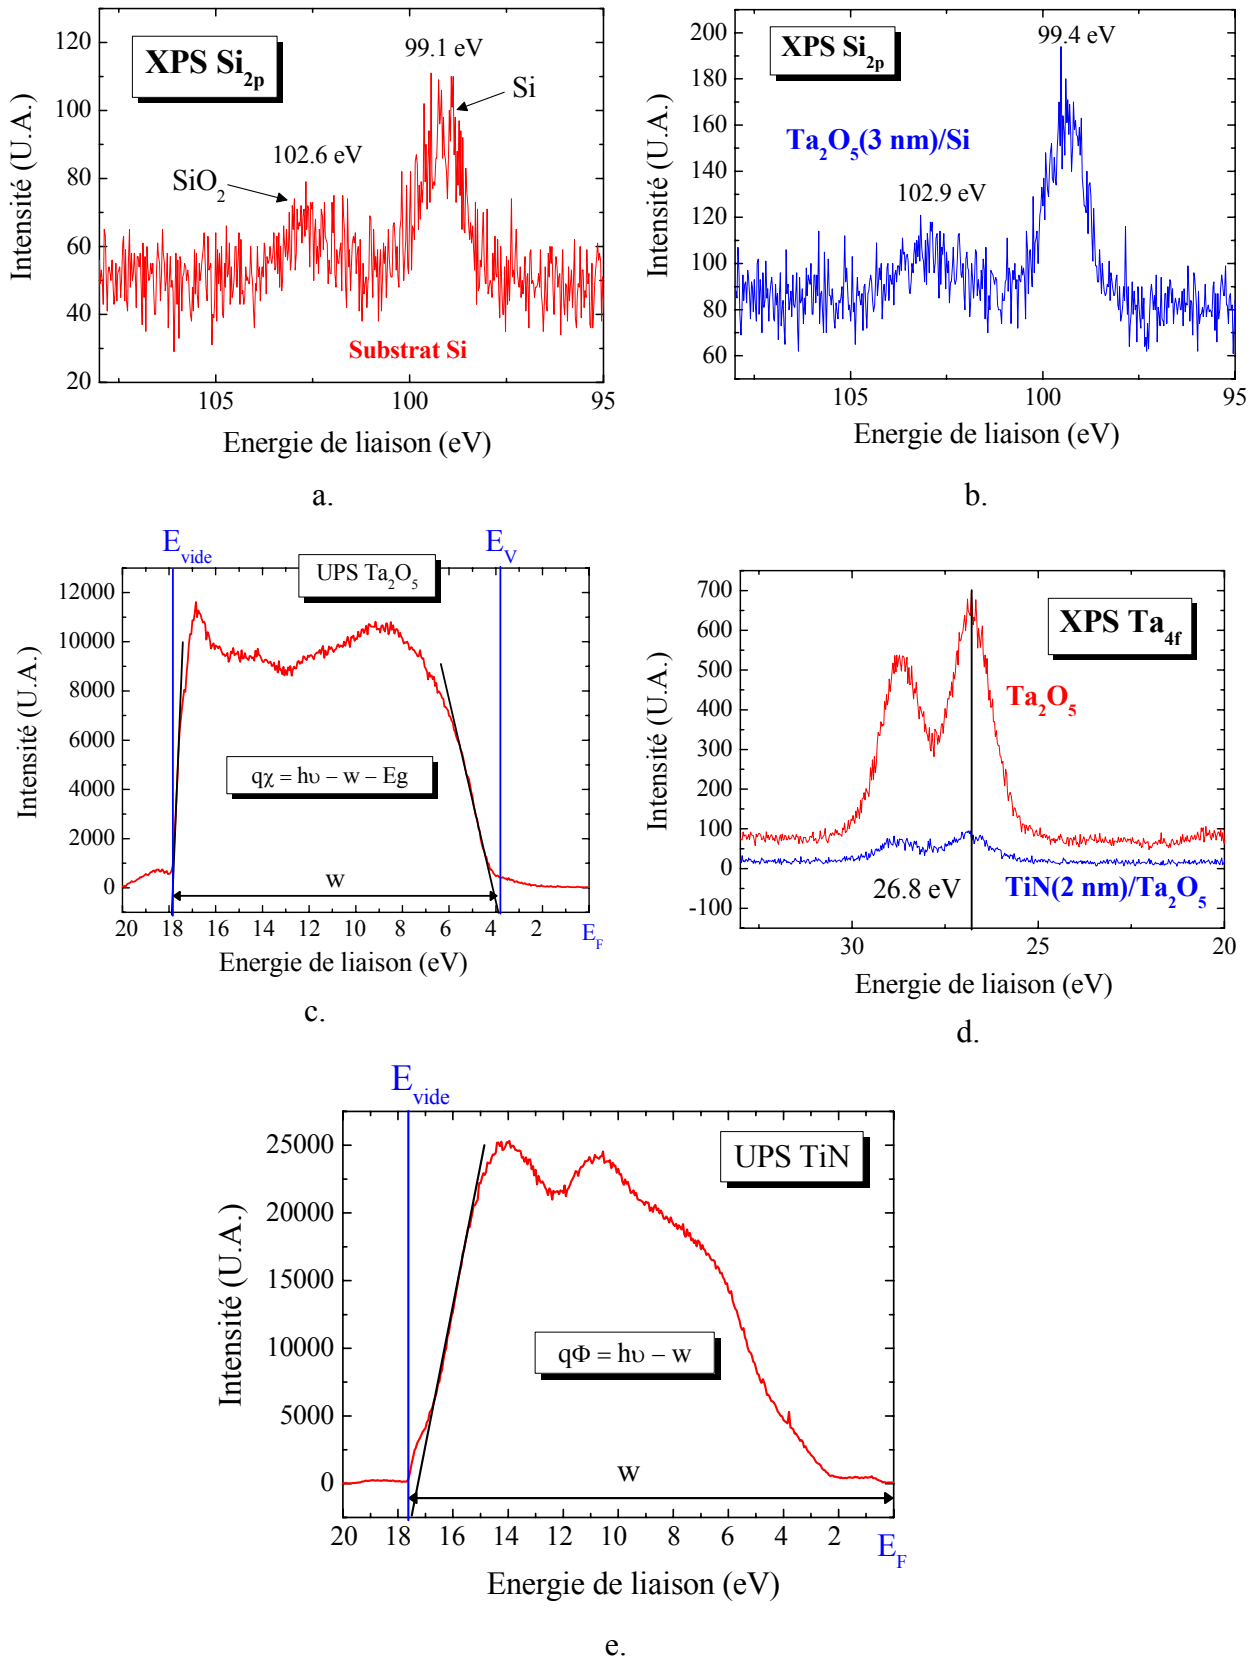 XPS Si2p
99.1 eV
Si
102.6 eV
SiO2
Substrat Si
Intensité (U.A.)
120
100
80
60
40
20
105
100
95
Energie de liaison (eV)
a.
XPS Si2p
99.4 eV
Ta2O5(3 nm)/Si
102.9 eV
Intensité (U.A.)
200
180
160
140
120
100
80
60
105
100
95
Energie de liaison (eV)
b.
Evide
EV
UPS Ta2O5
qχ = hυ – w – Eg
w
Intensité (U.A.)
12000
10000
8000
6000
4000
2000
0
20 18 16 14 12 10 8 6 4 2 EF
Energie de liaison (eV)
c.
XPS Ta4f
Ta2O5
26.8 eV
TiN(2 nm)/Ta2O5
Intensité (U.A.)
700
600
500
400
300
200
100
0
-100
30
25
20
Energie de liaison (eV)
d.
Evide
UPS TiN
qΦ = hυ – w
w
Intensité (U.A.)
25000
20000
15000
10000
5000
0
20 18 16 14 12 10 8 6 4 2 EF
Energie de liaison (eV)
e.